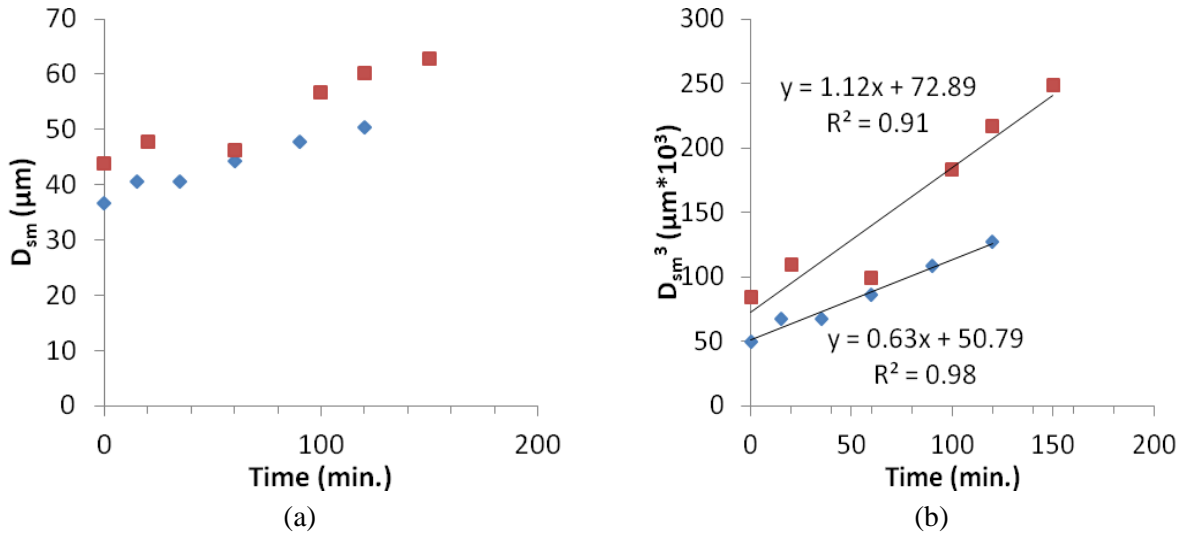 70
60
50
40
30
20
10
0
0 100 200
D_sm (μm)
Time (min.)
(a)
300
250
200
150
100
50
0
0 50 100 150 200
D_sm³ (μm*10³)
y = 1.12x + 72.89
R² = 0.91
y = 0.63x + 50.79
R² = 0.98
Time (min.)
(b)